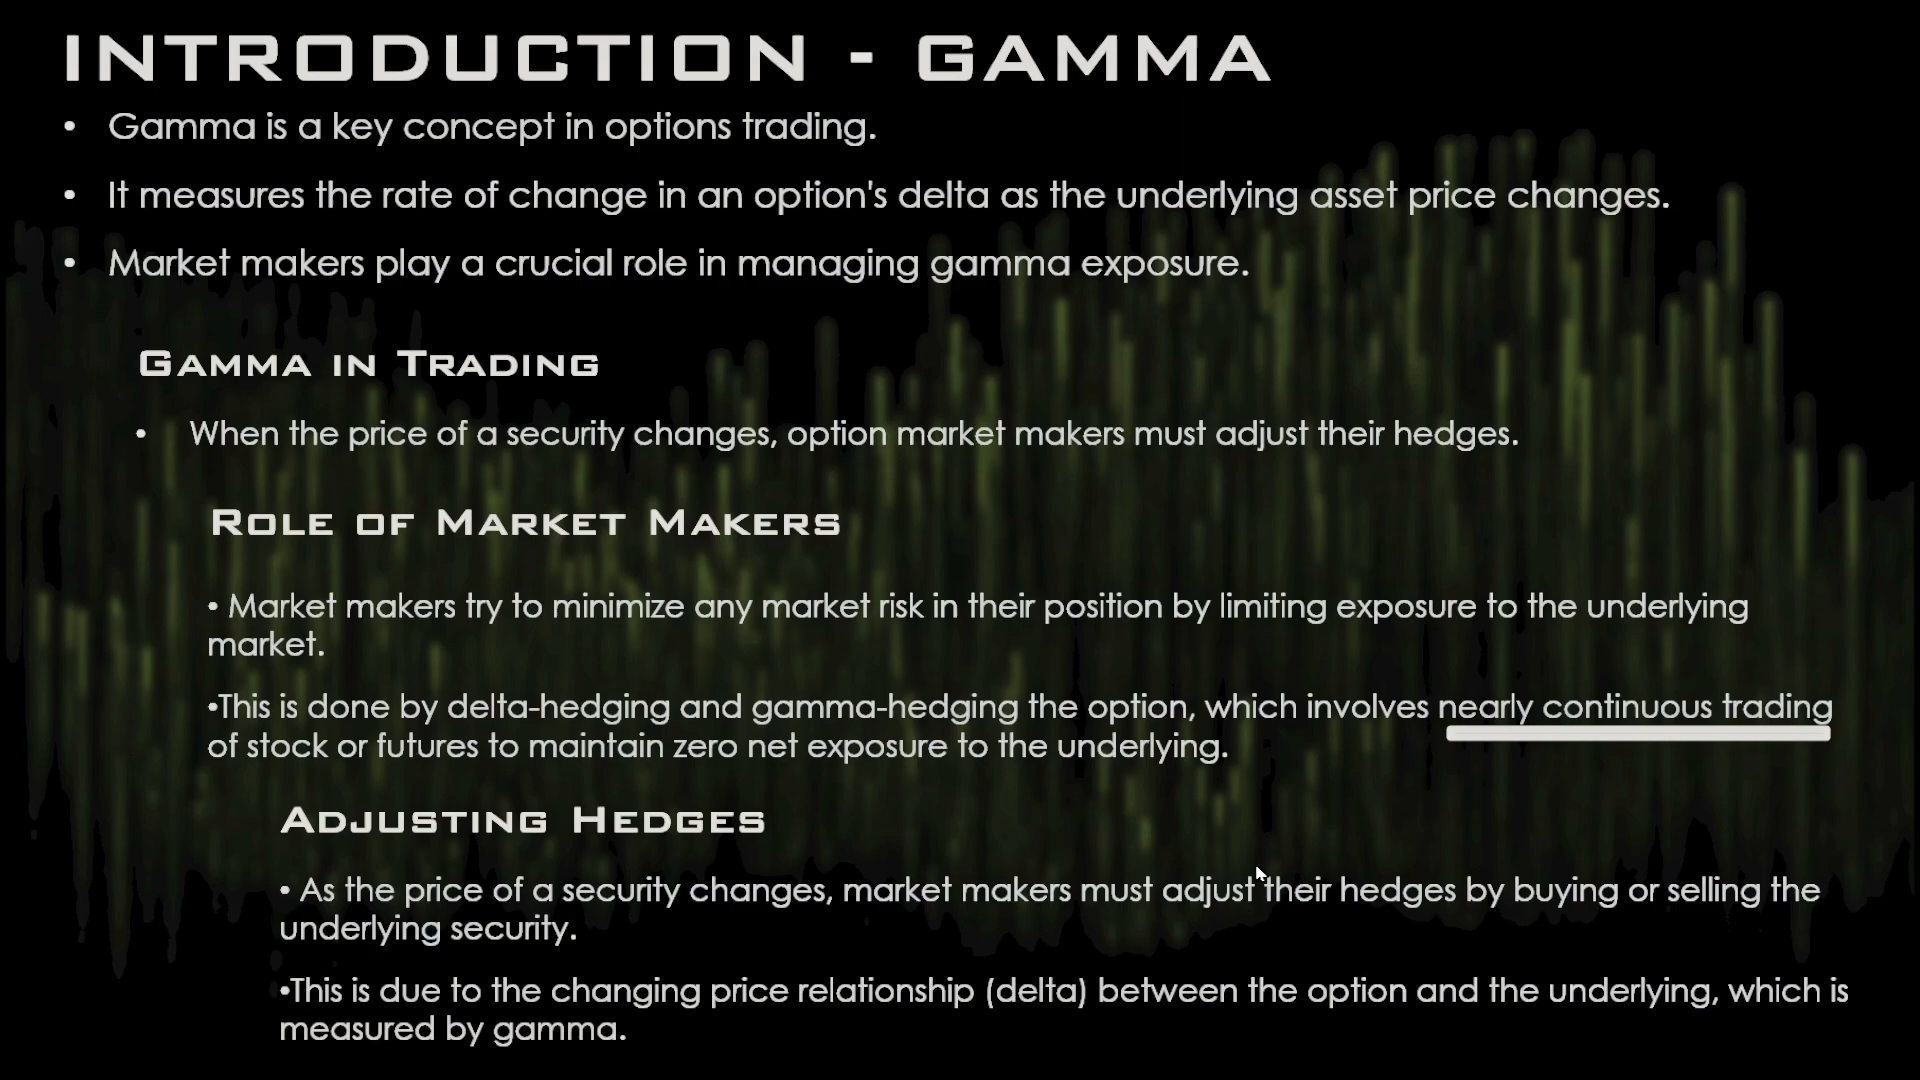 INTRODUCTION - GAMMA
• Gamma is a key concept in options trading.
• It measures the rate of change in an option's delta as the underlying asset price changes.
• Market makers play a crucial role in managing gamma exposure.
GAMMA IN TRADING
• When the price of a security changes, option market makers must adjust their hedges.
ROLE OF MARKET MAKERS
• Market makers try to minimize any market risk in their position by limiting exposure to the underlying
market.
•This is done by delta-hedging and gamma-hedging the option, which involves nearly continuous trading
of stock or futures to maintain zero net exposure to the underlying.
ADJUSTING HEDGES
• As the price of a security changes, market makers must adjust their hedges by buying or selling the
underlying security.
•This is due to the changing price relationship (delta) between the option and the underlying, which is
measured by gamma.